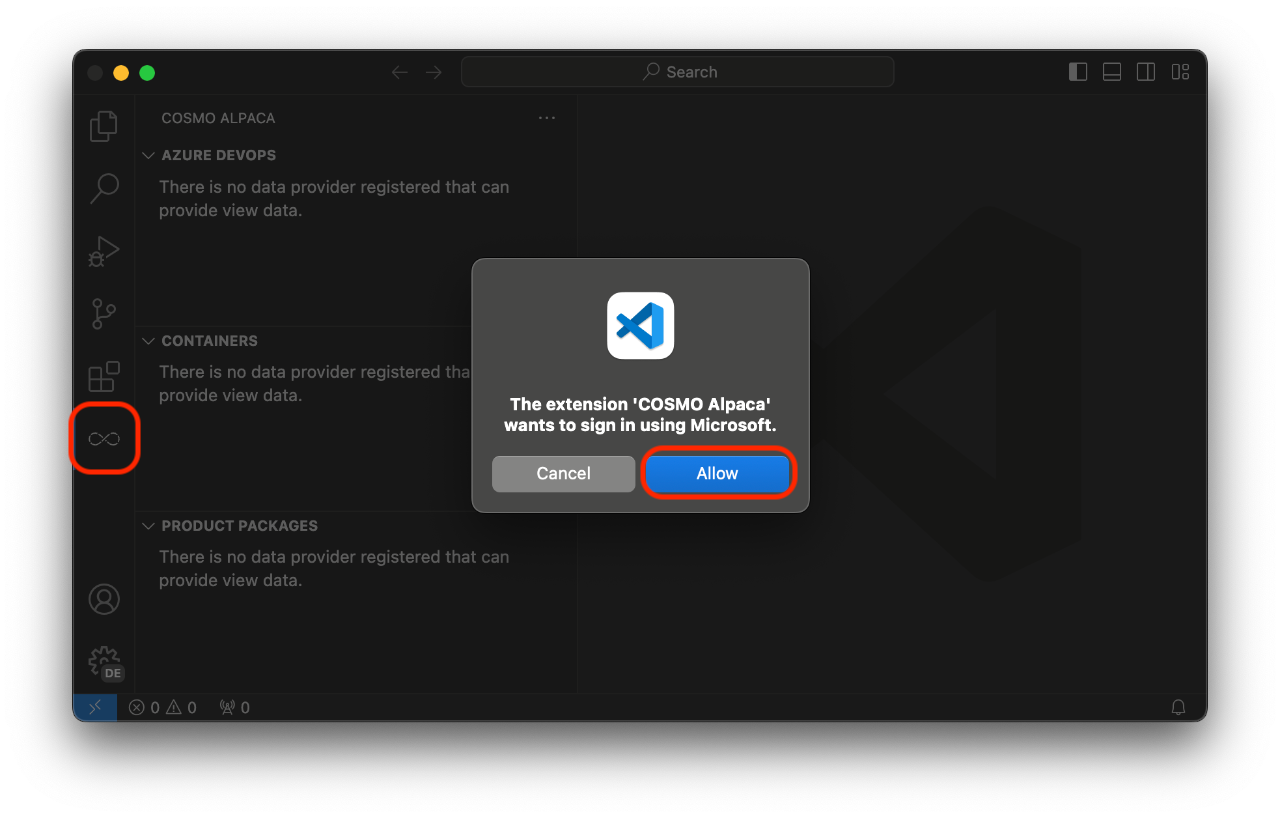 Search
COSMO ALPACA
AZURE DEVOPS
There is no data provider registered that can
provide view data.
CONTAINERS
There is no data provider registered tha
provide view data.
PRODUCT PACKAGES
There is no data provider registered that can
provide view data.
The extension 'COSMO Alpaca'
wants to sign in using Microsoft.
Cancel
Allow
DE
0 0 0